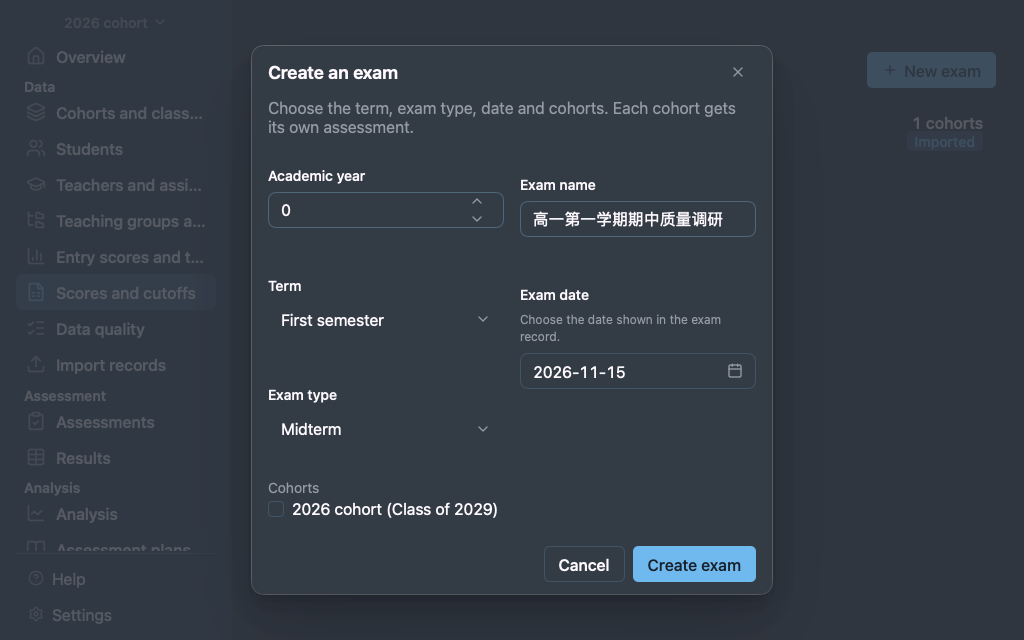 2026 cohort
Overview
Data
Cohorts and class...
Students
Teachers and assi...
Teaching groups a...
Entry scores and t...
Scores and cutoffs
Data quality
Import records
Assessment
Assessments
Results
Analysis
Analysis
Assessment plans
Help
Settings
+ New exam
1 cohorts
Imported
Create an exam
Choose the term, exam type, date and cohorts. Each cohort gets
its own assessment.
Academic year
0
Exam name
高一第一学期期中质量调研
Term
First semester
Exam date
Choose the date shown in the exam
record.
2026-11-15
Exam type
Midterm
Cohorts
2026 cohort (Class of 2029)
Cancel
Create exam